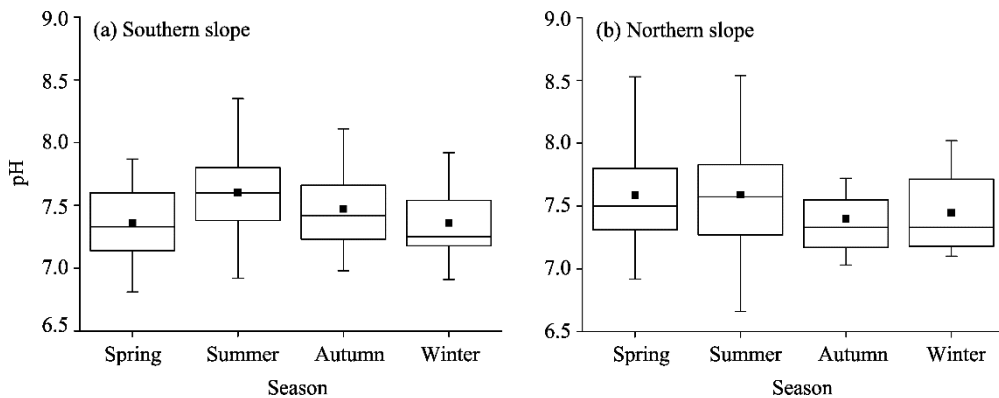 (a) Southern slope
pH
9.0
8.5
8.0
7.5
7.0
6.5
Spring Summer Autumn Winter
Season
(b) Northern slope
9.0
8.5
8.0
7.5
7.0
6.5
Spring Summer Autumn Winter
Season